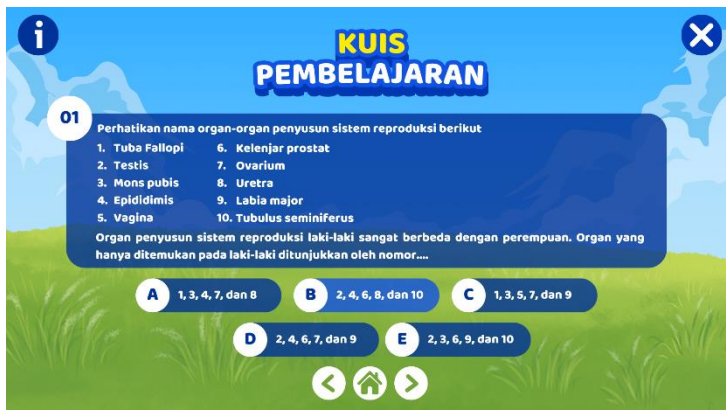 i
KUIS
PEMBELAJARAN
01
Perhatikan nama organ-organ penyusun sistem reproduksi berikut
1. Tuba Fallopi
2. Testis
3. Mons pubis
4. Epididimis
5. Vagina
6. Kelenjar prostat
7. Ovarium
8. Uretra
9. Labia major
10. Tubulus seminiferus
Organ penyusun sistem reproduksi laki-laki sangat berbeda dengan perempuan. Organ yang
hanya ditemukan pada laki-laki ditunjukkan oleh nomor....
A 1, 3, 4, 7, dan 8
B 2, 4, 6, 8, dan 10
C 1, 3, 5, 7, dan 9
D 2, 4, 6, 7, dan 9
E 2, 3, 6, 9, dan 10